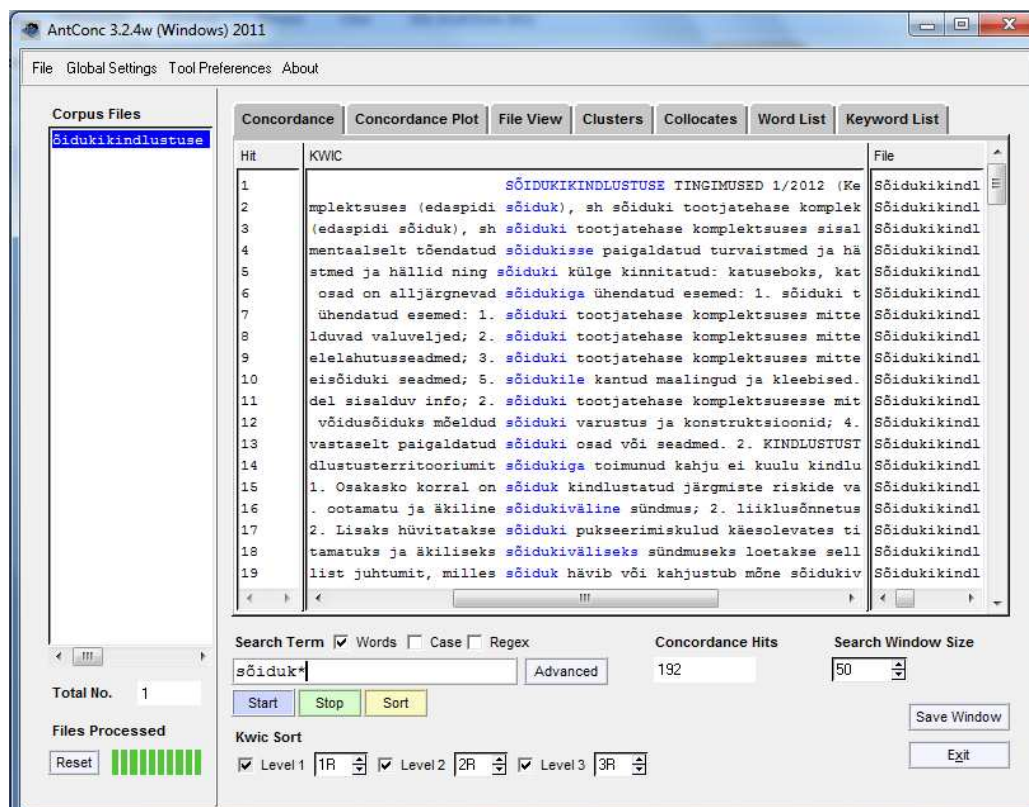 AntConc 3.2.4w (Windows) 2011
File Global Settings Tool Preferences About
Corpus Files
õidukikindlustuse
Concordance Concordance Plot File View Clusters Collocates Word List Keyword List
Hit KWIC File
1 SÕIDUKIKINDLUSTUSE TINGIMUSED 1/2012 (Ke Sõidukikindl
2 mplektsuses (edaspidi sõiduk), sh sõiduki tootjatehase komplek Sõidukikindl
3 (edaspidi sõiduk), sh sõiduki tootjatehase komplektsuses sisal Sõidukikindl
4 mentaalselt tõendatud sõidukisse paigaldatud turvaistmed ja hä Sõidukikindl
5 stmed ja hällid ning sõiduki külge kinnitatud: katuseboks, kat Sõidukikindl
6 osad on alljärgnevad sõidukiga ühendatud esemed: 1. sõiduki t Sõidukikindl
7 ühendatud esemed: 1. sõiduki tootjatehase komplektsuses mitte Sõidukikindl
8 lduvad valuveljed; 2. sõiduki tootjatehase komplektsuses mitte Sõidukikindl
9 elelahutusseadmed; 3. sõiduki tootjatehase komplektsuses mitte Sõidukikindl
10 eisõiduki seadmed; 5. sõidukile kantud maalingud ja kleebised. Sõidukikindl
11 del sisalduv info; 2. sõiduki tootjatehase komplektsusesse mit Sõidukikindl
12 võidusõiduks mõeldud sõiduki varustus ja konstruktsioonid; 4. Sõidukikindl
13 vastaselt paigaldatud sõiduki osad või seadmed. 2. KINDLUSTUST Sõidukikindl
14 dlustusterritooriumit sõidukiga toimunud kahju ei kuulu kindlu Sõidukikindl
15 1. Osakasko korral on sõiduk kindlustatud järgmiste riskide va Sõidukikindl
16 . ootamatu ja äkiline sõidukiväline sündmus; 2. liiklusõnnetus Sõidukikindl
17 2. Lisaks hüvitatakse sõiduki pukseerimiskulud käesolevates ti Sõidukikindl
18 tamatuks ja äkiliseks sõidukiväliseks sündmuseks loetakse sell Sõidukikindl
19 list juhtumit, milles sõiduk hävib või kahjustub mõne sõidukiv Sõidukikindl
Search Term Words Case Regex Concordance Hits Search Window Size
sõiduk* Advanced 192 50
Total No. 1
Start Stop Sort
Save Window
Files Processed
Kwic Sort
Reset
Level 1 1R Level 2 2R Level 3 3R
Exit